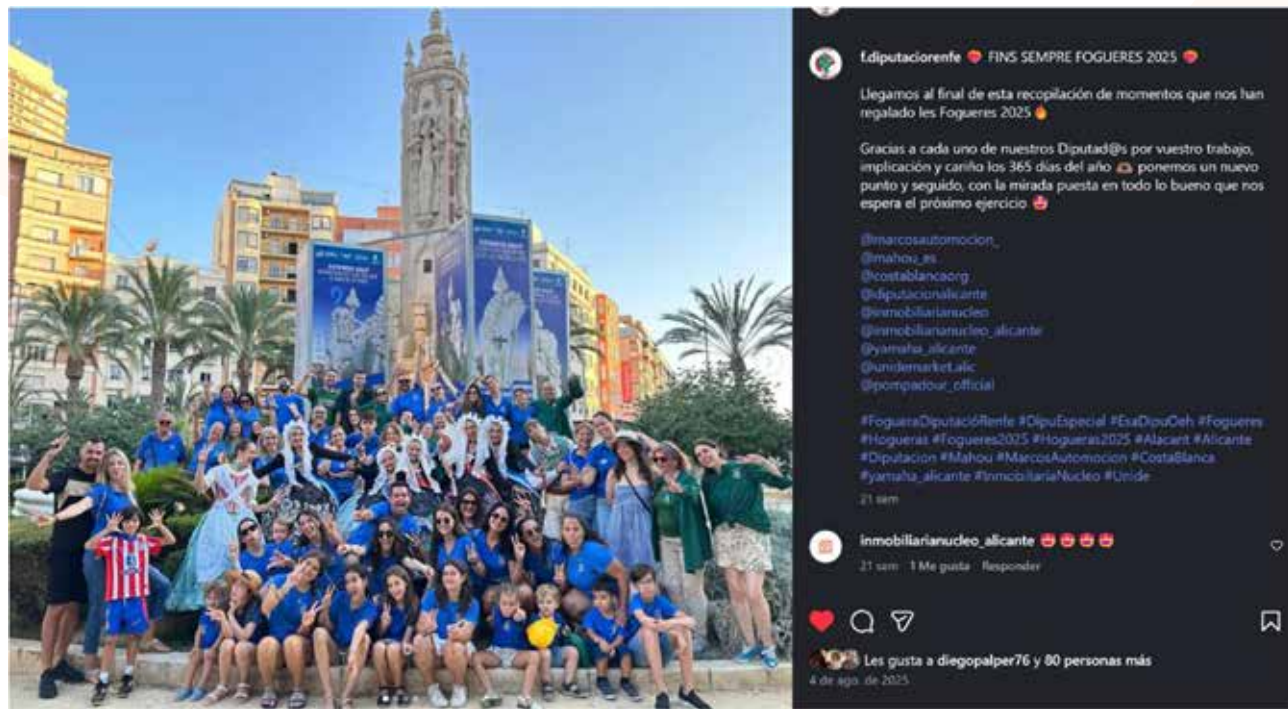 f.diputaciorenfe ❤️‍🔥 FINS SEMPRE FOGUERES 2025 ❤️‍🔥
Llegamos al final de esta recopilación de momentos que nos han
regalado les Fogueres 2025 🔥
Gracias a cada uno de nuestros Diputad@s por vuestro trabajo,
implicación y cariño los 365 días del año 🫶🏽 ponemos un nuevo
punto y seguido, con la mirada puesta en todo lo bueno que nos
espera el próximo ejercicio
@marcosautomocion_
@mahou_es
@costablancaorg
@diputacionalicante
@inmobiliarianucleo
@inmobiliarianucleo_alicante
@yamaha_alicante
@unidemarket.alic
@pompadour_official
#FogueraDiputacióRenfe #DipuEspecial #EsaDipuOeh #Fogueres
#Hogueras #Fogueres2025 #Hogueras2025 #Alacant #Alicante
#Diputacion #Mahou #MarcosAutomocion #CostaBlanca
#yamaha_alicante #InmobiliariaNucleo #Unide
21 sem
inmobiliarianucleo_alicante
21 sem 1 Me gusta Responder
Les gusta a diegopalper76 y 80 personas más
4 de ago. de 2025